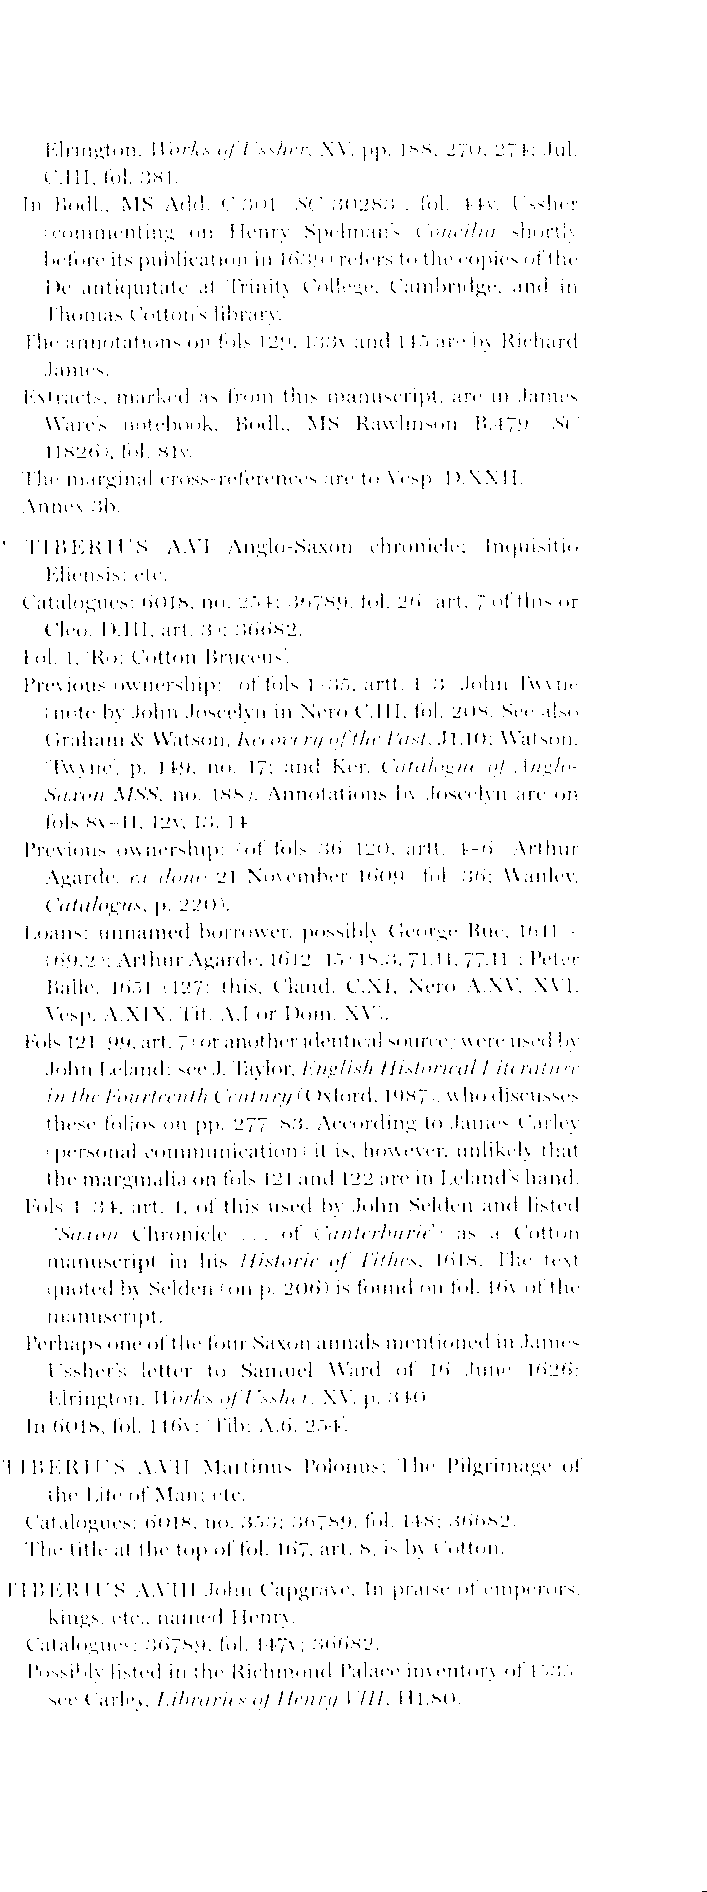 Elrington, Works of Ussher, XV, pp. 188, 270, 274; Jul.
C.III, fol. 381.
In Bodl., MS Add. C.301 (SC 30283), fol. 44v, Ussher
(commenting on Henry Spelman's Concilia shortly
before its publication in 1639) refers to the copies of the
De antiquitate at Trinity College, Cambridge, and in
Thomas Cotton's library.
The annotations on fols 129, 133v and 145 are by Richard
James.
Extracts, marked as from this manuscript, are in James
Ware's notebook, Bodl., MS Rawlinson B.479 (SC
11826), fol. 81v.
The marginal cross-references are to Vesp. D.XXII.
Annex 3b.
TIBERIUS A.VI Anglo-Saxon chronicle; Inquisitio
Eliensis; etc.
Catalogues: 6018, no. 254; 36789, fol. 26 (art. 7 of this or
Cleo. D.III, art. 3); 36682.
Fol. 1, 'Ro: Cotton Bruceus'.
Previous ownership: (of fols 1–35, artt. 1–3) John Twyne
(note by John Joscelyn in Nero C.III, fol. 208. See also
Graham & Watson, Recovery of the Past, J1.10; Watson,
'Twyne', p. 149, no. 17; and Ker, Catalogue of Anglo-
Saxon MSS, no. 188). Annotations by Joscelyn are on
fols 8v–11, 12v, 13, 14
Previous ownership: (of fols 36–120, artt. 4–6) Arthur
Agarde, ex dono 21 November 1609 (fol. 36; Wanley,
Catalogus, p. 220).
Loans: unnamed borrower, possibly George Buc, 1611
(69.2); Arthur Agarde, 1612–15 (48.3, 71.11, 77.11); Peter
Balle, 1651 (127: this, Claud. C.XI, Nero A.XV, XVI,
Vesp. A.XIX, Tit. A.I or Dom. XV).
Fols 121–99, art. 7 (or another identical source) were used by
John Leland: see J. Taylor, English Historical Literature
in the Fourteenth Century (Oxford, 1987), who discusses
these folios on pp. 277–83. According to James Carley
(personal communication) it is, however, unlikely that
the marginalia on fols 121 and 122 are in Leland's hand.
Fols 1–34, art. 1, of this used by John Selden and listed
('Saxon Chronicle . . . of Canterburie') as a Cotton
manuscript in his Historie of Tithes, 1618. The text
quoted by Selden (on p. 206) is found on fol. 16v of the
manuscript.
Perhaps one of the four Saxon annals mentioned in James
Ussher's letter to Samuel Ward of 16 June 1626:
Elrington, Works of Ussher, XV, p. 340
In 6018, fol. 116v: 'Tib: A.6. 254'.
TIBERIUS A.VII Martinus Polonus; The Pilgrimage of
the Life of Man; etc.
Catalogues: 6018, no. 353; 36789, fol. 148; 36682.
The title at the top of fol. 167, art. 8, is by Cotton.
TIBERIUS A.VIII John Capgrave, In praise of emperors,
kings, etc., named Henry.
Catalogues: 36789, fol. 147v; 36682.
Possibly listed in the Richmond Palace inventory of 1535:
see Carley, Libraries of Henry VIII, H1.80.